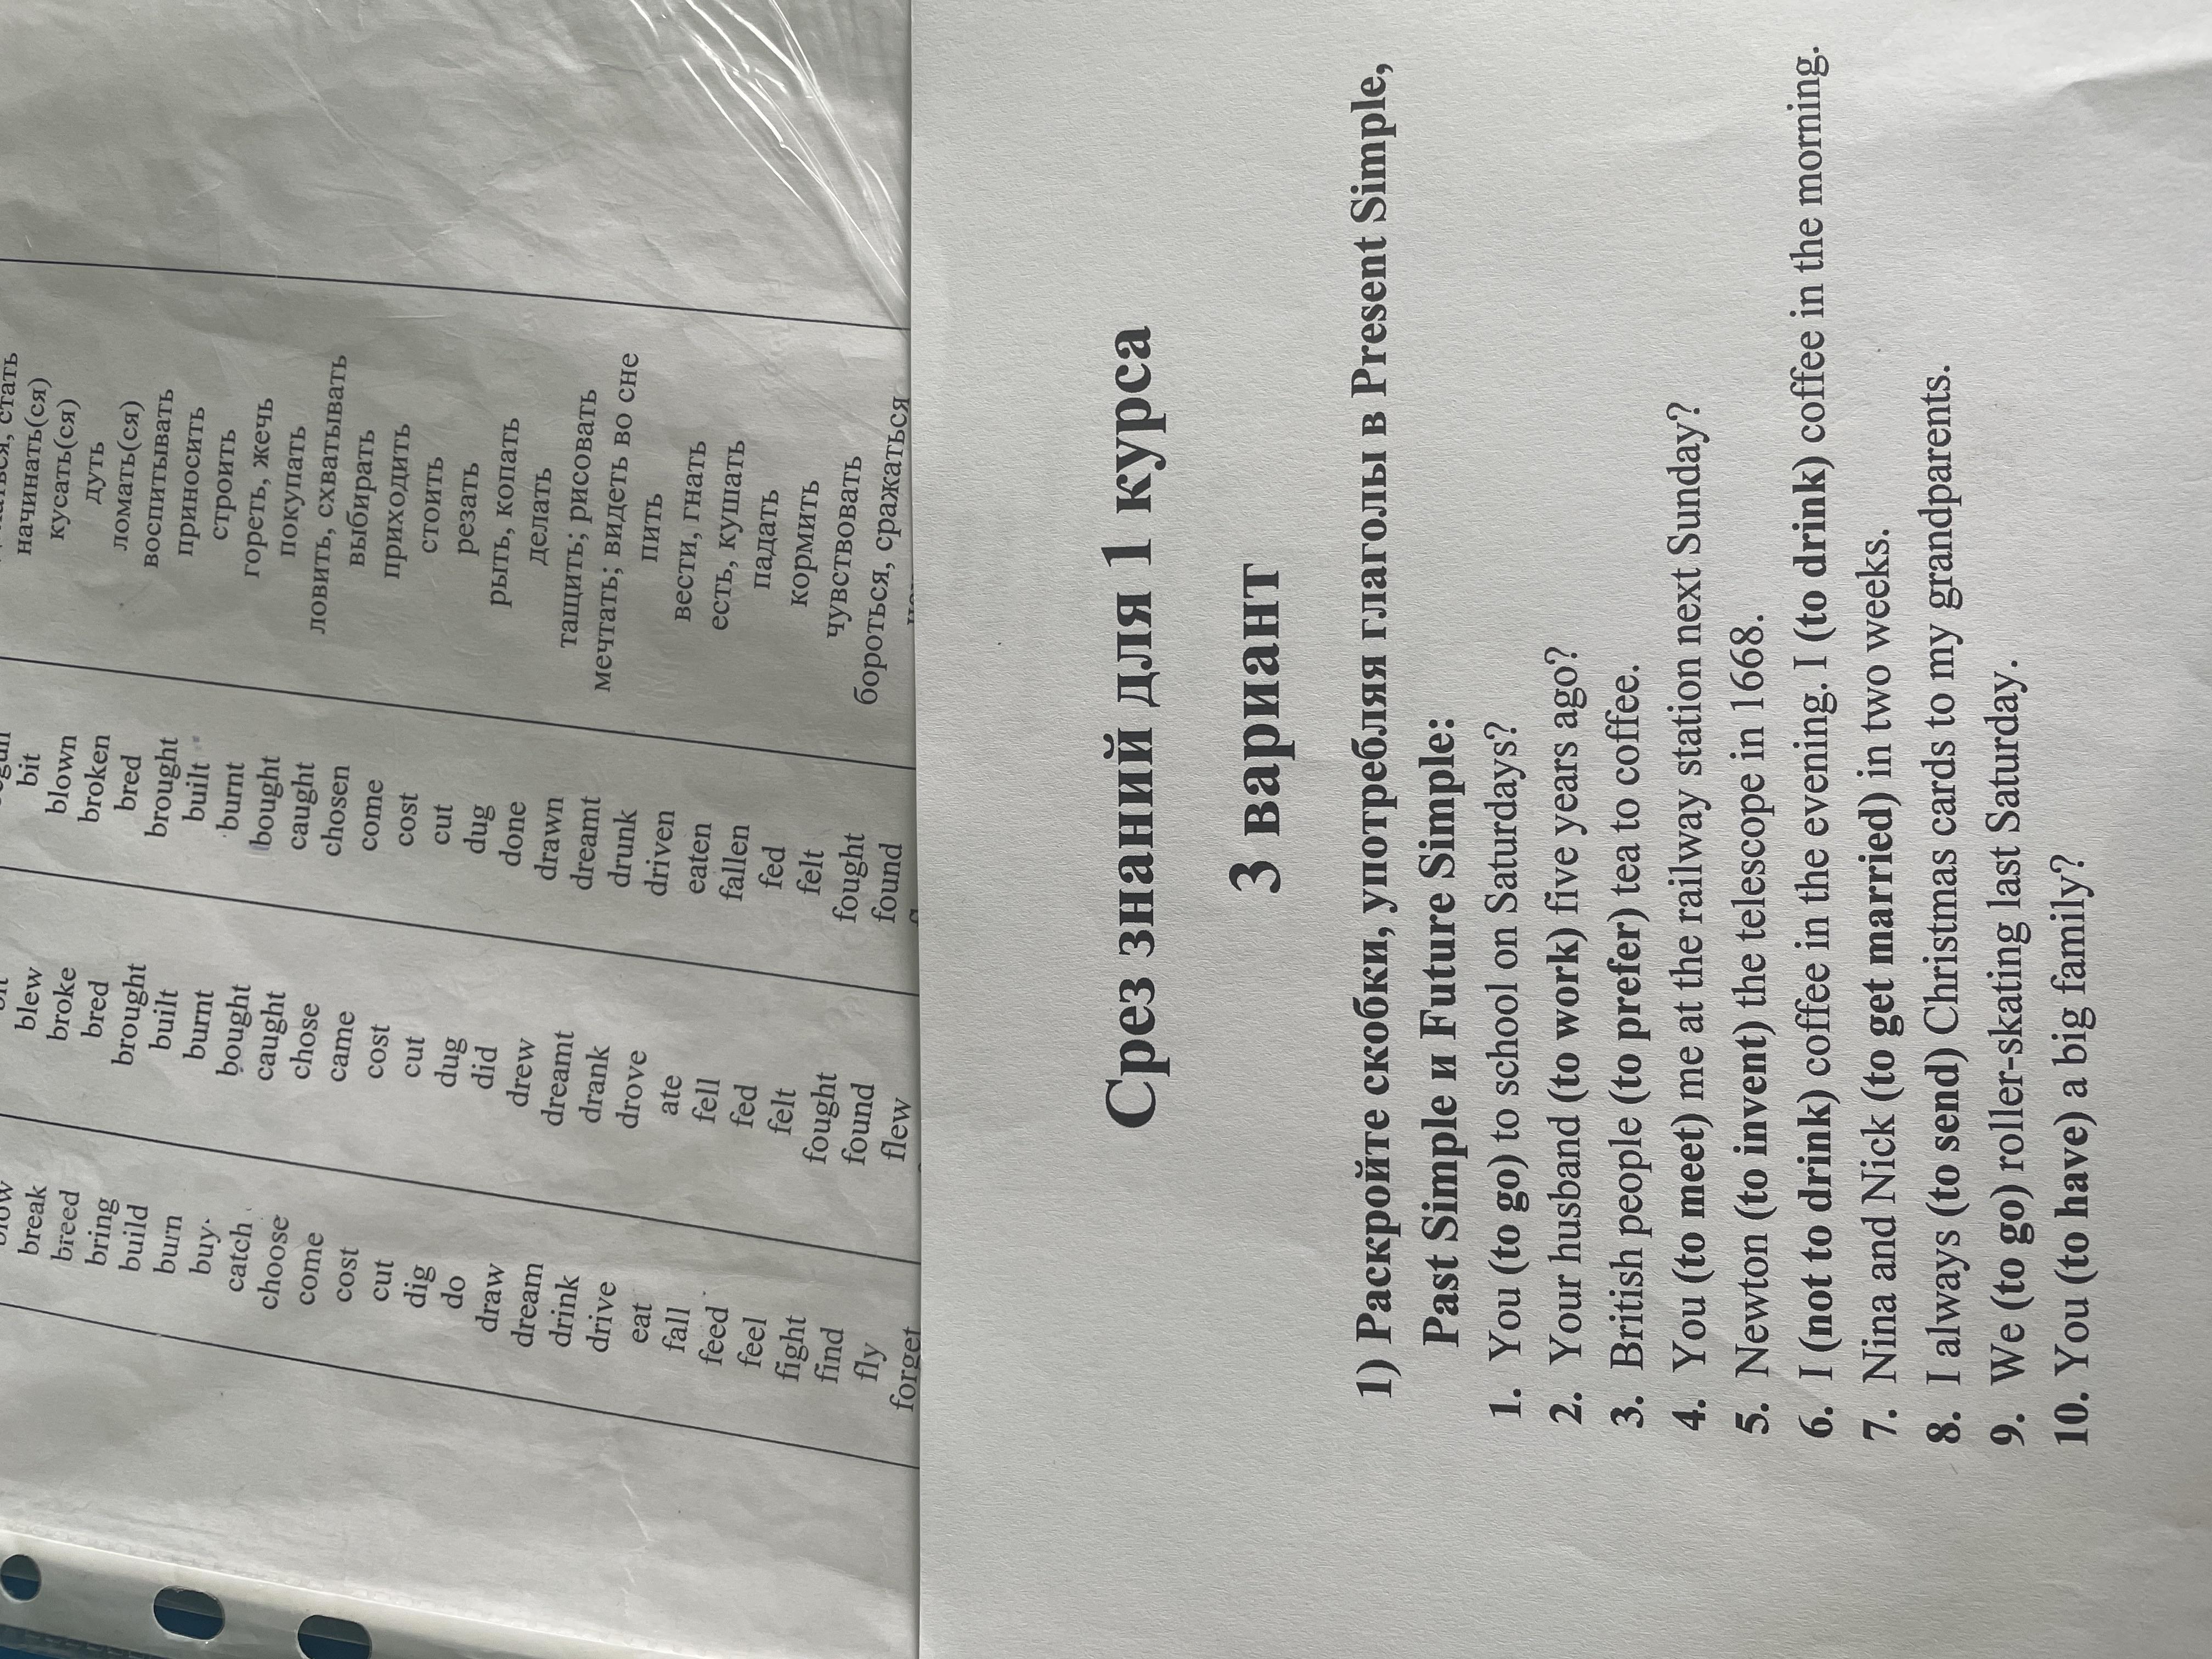 начинать(ся)
bit
кусать(ся)
blew
blown
дуть
break
broke
broken
ломать(ся)
breed
bred
bred
воспитывать
bring
brought
brought
приносить
build
built
built
строить
burn
burnt
burnt
гореть, жечь
buy
bought
bought
покупать
catch
caught
caught
ловить, схватывать
choose
chose
chosen
выбирать
come
came
come
приходить
cost
cost
cost
стоить
cut
cut
cut
резать
dig
dug
dug
рыть, копать
do
did
done
делать
draw
drew
drawn
тащить; рисовать
dream
dreamt
dreamt
мечтать; видеть во сне
drink
drank
drunk
пить
drive
drove
driven
вести, гнать
eat
ate
eaten
есть, кушать
fall
fell
fallen
падать
feed
fed
fed
кормить
feel
felt
felt
чувствовать
fight
fought
fought
бороться, сражаться
find
found
found
fly
flew
forget
Срез знаний для 1 курса
3 вариант
1) Раскройте скобки, употребляя глаголы в Present Simple,
Past Simple и Future Simple:
1. You (to go) to school on Saturdays?
2. Your husband (to work) five years ago?
3. British people (to prefer) tea to coffee.
4. You (to meet) me at the railway station next Sunday?
5. Newton (to invent) the telescope in 1668.
6. I (not to drink) coffee in the evening. I (to drink) coffee in the morning.
7. Nina and Nick (to get married) in two weeks.
8. I always (to send) Christmas cards to my grandparents.
9. We (to go) roller-skating last Saturday.
10. You (to have) a big family?